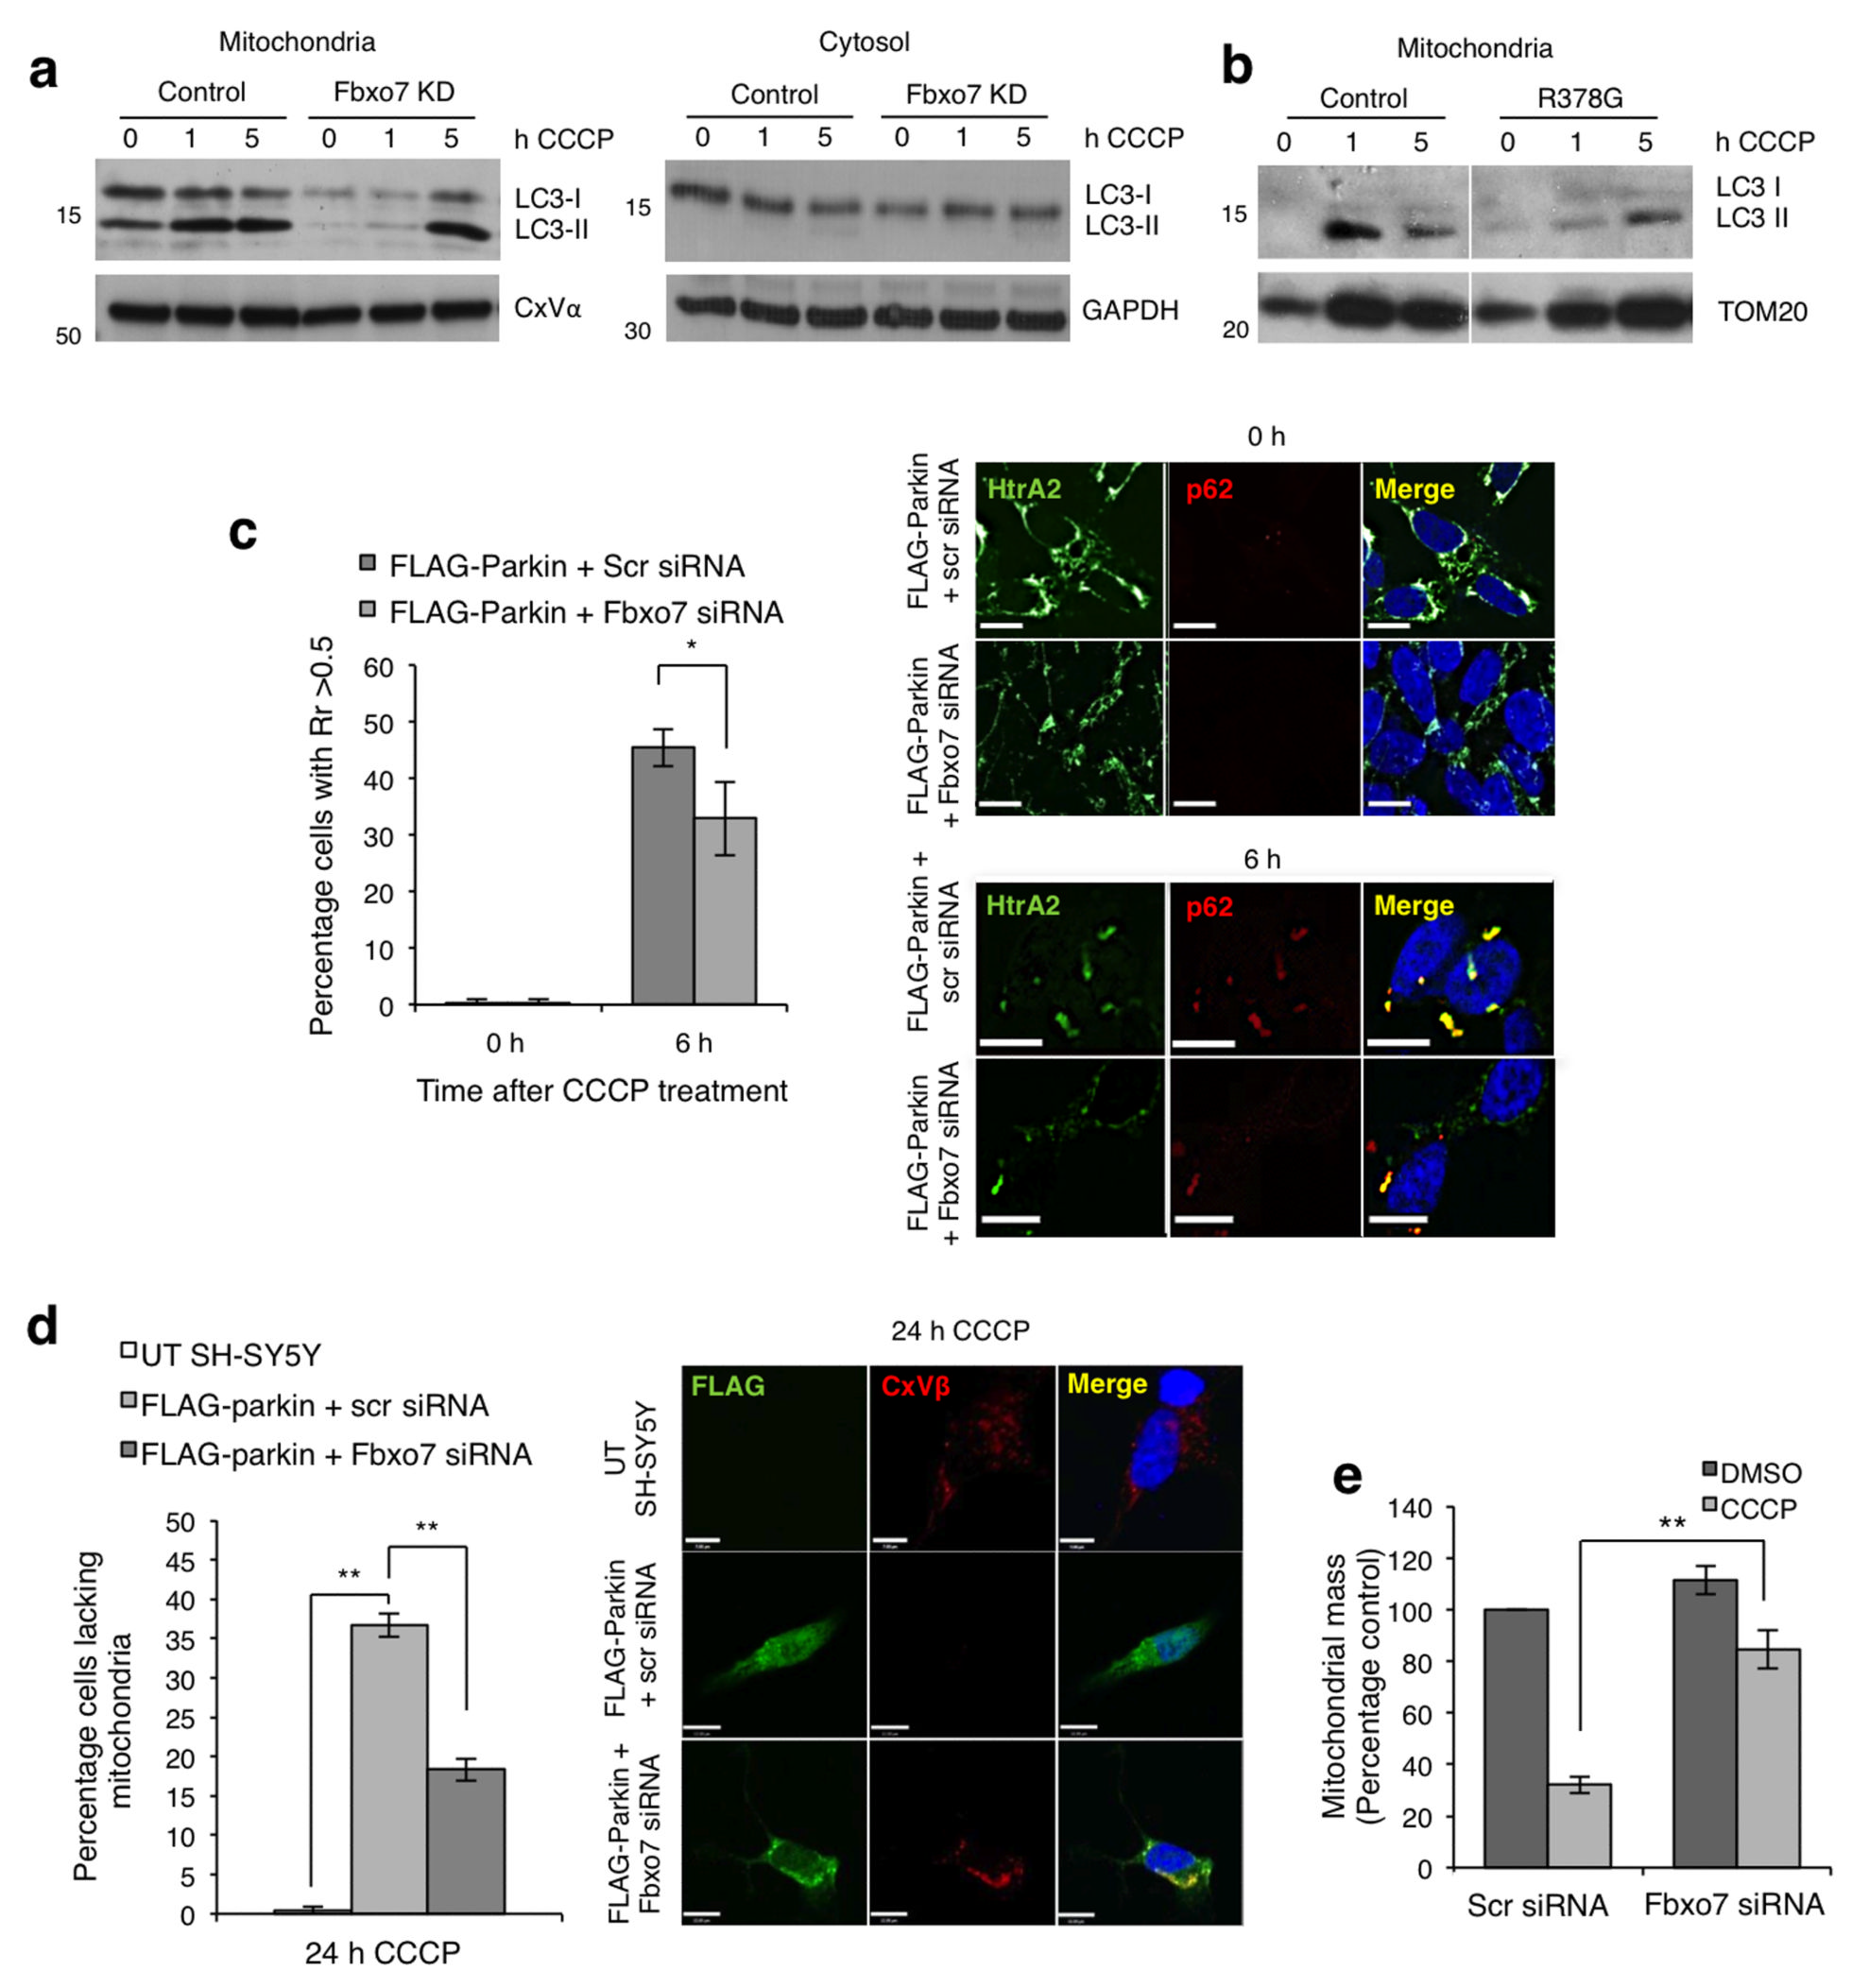 a
Mitochondria
Control
Fbxo7 KD
0 1 5 0 1 5 h CCCP
15
LC3-I
LC3-II
50
CxVα
Cytosol
Control
Fbxo7 KD
0 1 5 0 1 5 h CCCP
15
LC3-I
LC3-II
30
GAPDH
b
Mitochondria
Control
R378G
0 1 5 0 1 5 h CCCP
15
LC3 I
LC3 II
20
TOM20
c
FLAG-Parkin + Scr siRNA
FLAG-Parkin + Fbxo7 siRNA
Percentage cells with Rr >0.5
60
50
40
30
20
10
0
*
0 h
6 h
Time after CCCP treatment
0 h
FLAG-Parkin
+ scr siRNA
HtrA2
p62
Merge
FLAG-Parkin
+ Fbxo7 siRNA
6 h
FLAG-Parkin +
scr siRNA
HtrA2
p62
Merge
FLAG-Parkin
+ Fbxo7 siRNA
d
UT SH-SY5Y
FLAG-parkin + scr siRNA
FLAG-parkin + Fbxo7 siRNA
Percentage cells lacking
mitochondria
50
45
40
35
30
25
20
15
10
5
0
**
**
24 h CCCP
24 h CCCP
UT
SH-SY5Y
FLAG
CxVβ
Merge
FLAG-Parkin
+ scr siRNA
FLAG-Parkin +
Fbxo7 siRNA
e
DMSO
CCCP
Mitochondrial mass
(Percentage control)
140
120
100
80
60
40
20
0
**
Scr siRNA
Fbxo7 siRNA